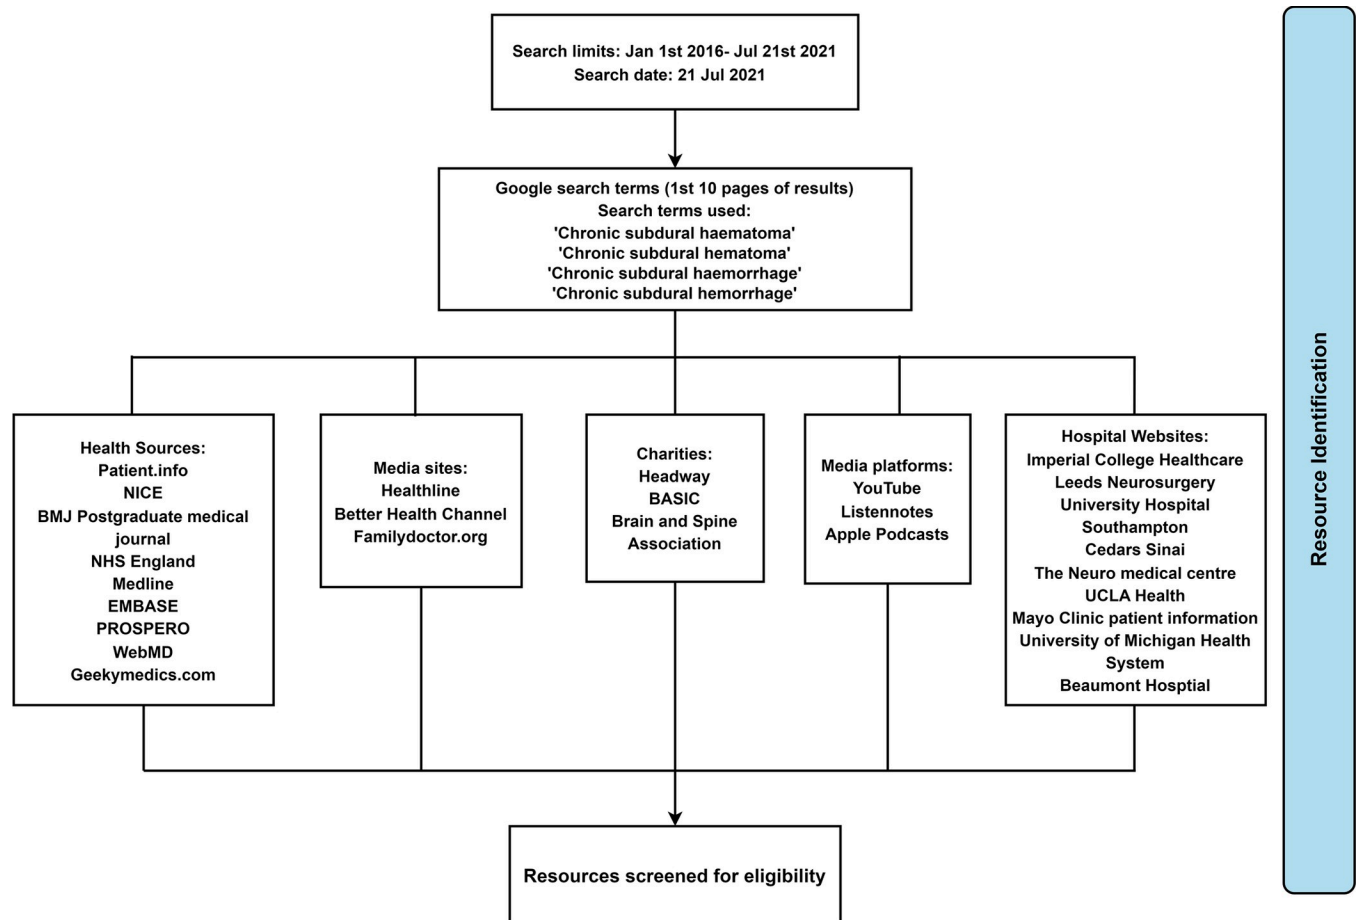 Search limits: Jan 1st 2016- Jul 21st 2021
Search date: 21 Jul 2021
Google search terms (1st 10 pages of results)
Search terms used:
'Chronic subdural haematoma'
'Chronic subdural hematoma'
'Chronic subdural haemorrhage'
'Chronic subdural hemorrhage'
Health Sources:
Patient.info
NICE
BMJ Postgraduate medical
journal
NHS England
Medline
EMBASE
PROSPERO
WebMD
Geekymedics.com
Media sites:
Healthline
Better Health Channel
Familydoctor.org
Charities:
Headway
BASIC
Brain and Spine
Association
Media platforms:
YouTube
Listennotes
Apple Podcasts
Hospital Websites:
Imperial College Healthcare
Leeds Neurosurgery
University Hospital
Southampton
Cedars Sinai
The Neuro medical centre
UCLA Health
Mayo Clinic patient information
University of Michigan Health
System
Beaumont Hosptial
Resources screened for eligibility
Resource Identification